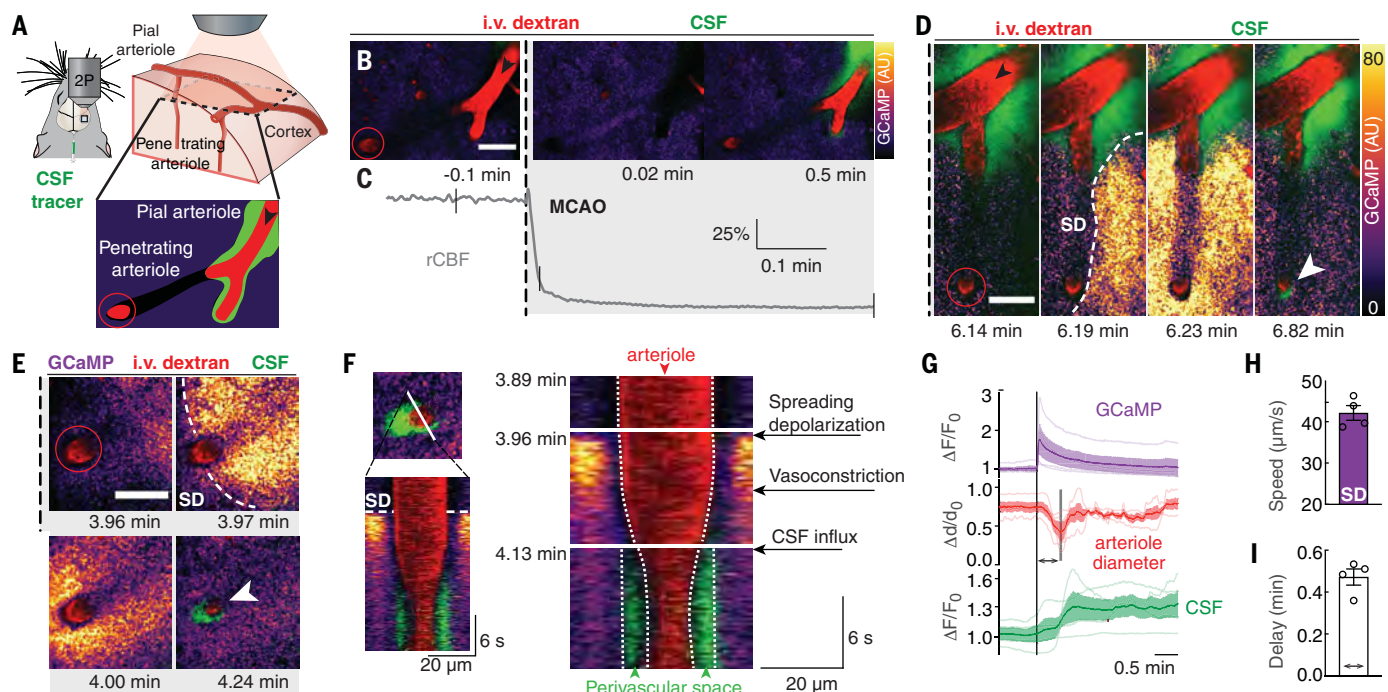 A
Pial
arteriole
2P
Cortex
Penetrating
arteriole
CSF
tracer
Pial arteriole
Penetrating
arteriole
i.v. dextran CSF
B
GCaMP (AU)
-0.1 min 0.02 min 0.5 min
C
MCAO
rCBF
25%
0.1 min
D
i.v. dextran CSF
SD
80
GCaMP (AU)
0
6.14 min 6.19 min 6.23 min 6.82 min
E
GCaMP i.v. dextran CSF
SD
3.96 min 3.97 min
4.00 min 4.24 min
F
SD
6 s
20 µm
arteriole
3.89 min
3.96 min
4.13 min
Spreading
depolarization
Vasoconstriction
CSF influx
6 s
20 µm
Perivascular space
G
3
2
1
ΔF/F0
GCaMP
1.0
0.5
0.0
Δd/d0
arteriole
diameter
1.6
1.3
1.0
ΔF/F0
CSF
0.5 min
H
50
40
30
20
Speed (µm/s)
SD
I
0.6
0.4
0.2
0.0
Delay (min)